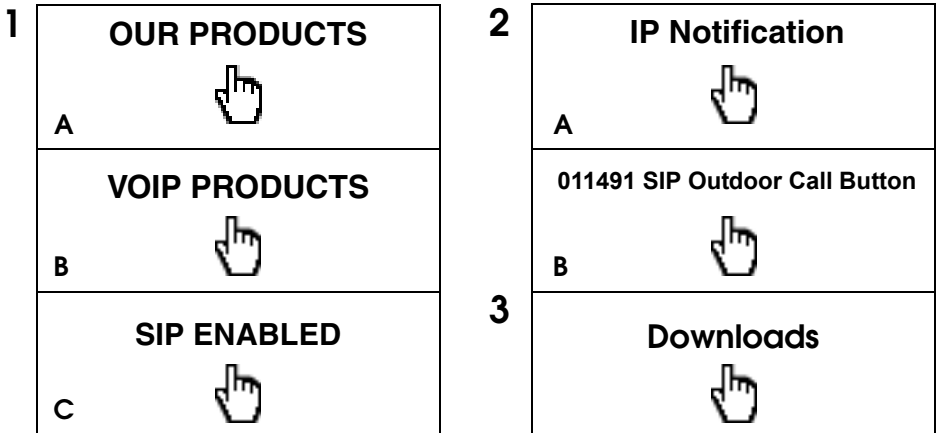 1
OUR PRODUCTS
A
VOIP PRODUCTS
B
SIP ENABLED
C
2
IP Notification
A
011491 SIP Outdoor Call Button
B
3
Downloads